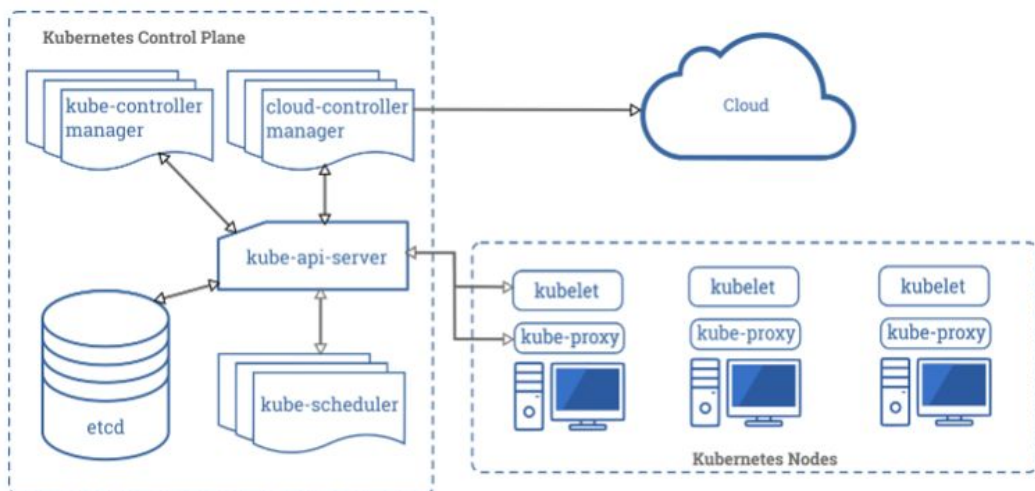 Kubernetes Control Plane
kube-controller
manager
cloud-controller
manager
Cloud
kube-api-server
etcd
kube-scheduler
kubelet
kubelet
kubelet
kube-proxy
kube-proxy
kube-proxy
Kubernetes Nodes